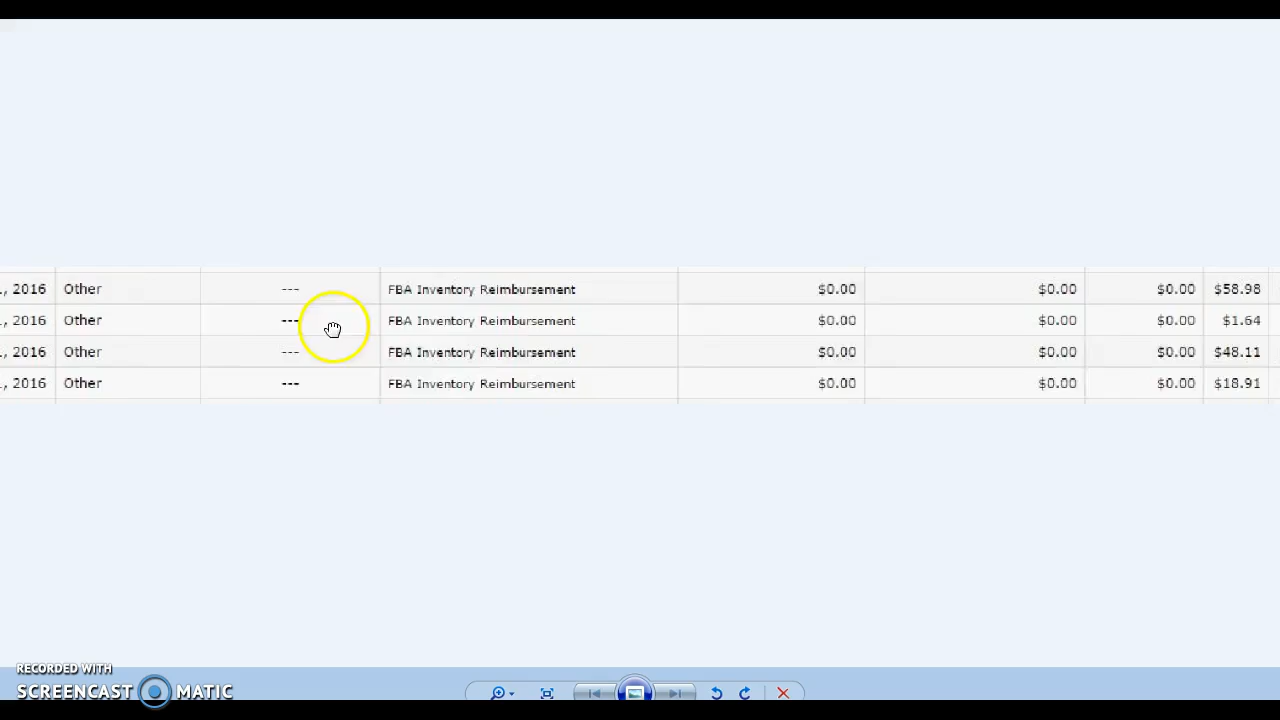 1, 2016 Other --- FBA Inventory Reimbursement $0.00 $0.00 $0.00 $58.98
, 2016 Other --- FBA Inventory Reimbursement $0.00 $0.00 $0.00 $1.64
, 2016 Other --- FBA Inventory Reimbursement $0.00 $0.00 $0.00 $48.11
, 2016 Other --- FBA Inventory Reimbursement $0.00 $0.00 $0.00 $18.91
RECORDED WITH
SCREENCAST MATIC